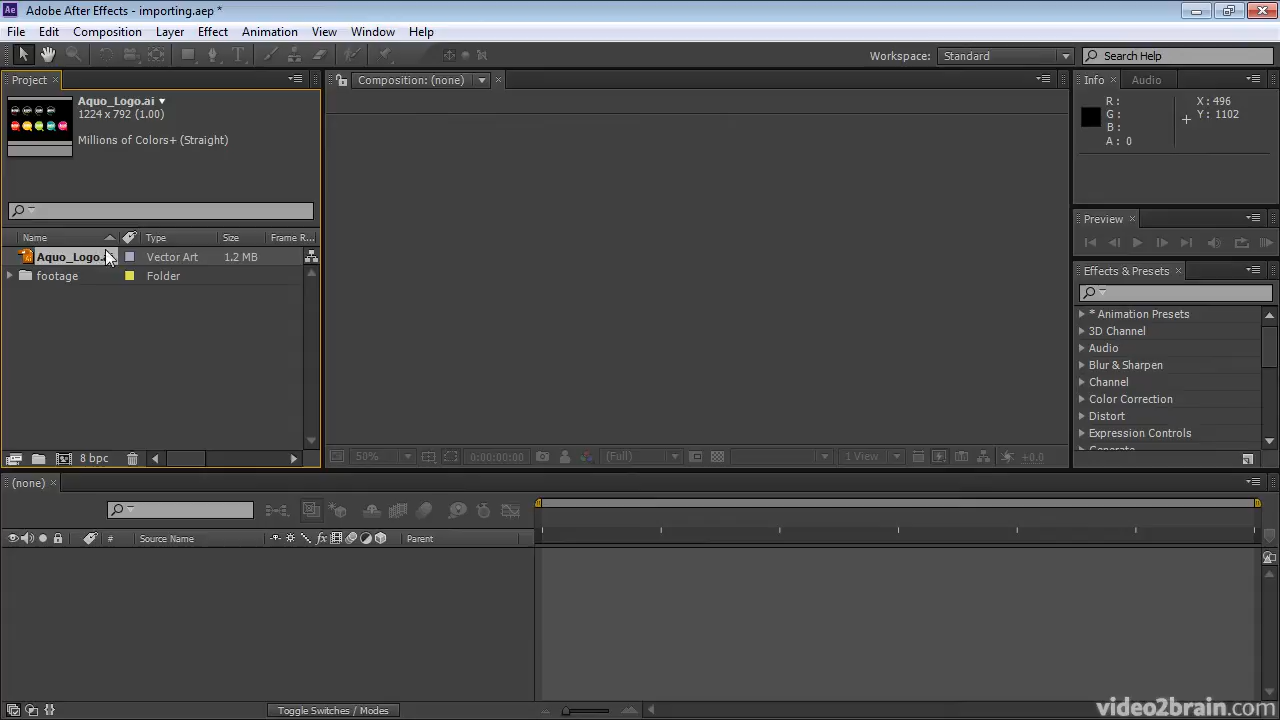 Adobe After Effects - importing.aep *
File Edit Composition Layer Effect Animation View Window Help
Workspace: Standard Search Help
Project Composition: (none) Info Audio
Aquo_Logo.ai
1224 x 792 (1.00)
Millions of Colors+ (Straight)
R: X: 496
G: Y: 1102
B:
A: 0
Preview
Name Type Size Frame R...
Aquo_Logo. Vector Art 1.2 MB
footage Folder
Effects & Presets
* Animation Presets
3D Channel
Audio
Blur & Sharpen
Channel
Color Correction
Distort
Expression Controls
Generate
8 bpc 50% 0:00:00:00 (Full) 1 View +0.0
(none)
# Source Name fx Parent
Toggle Switches / Modes
video2brain.com